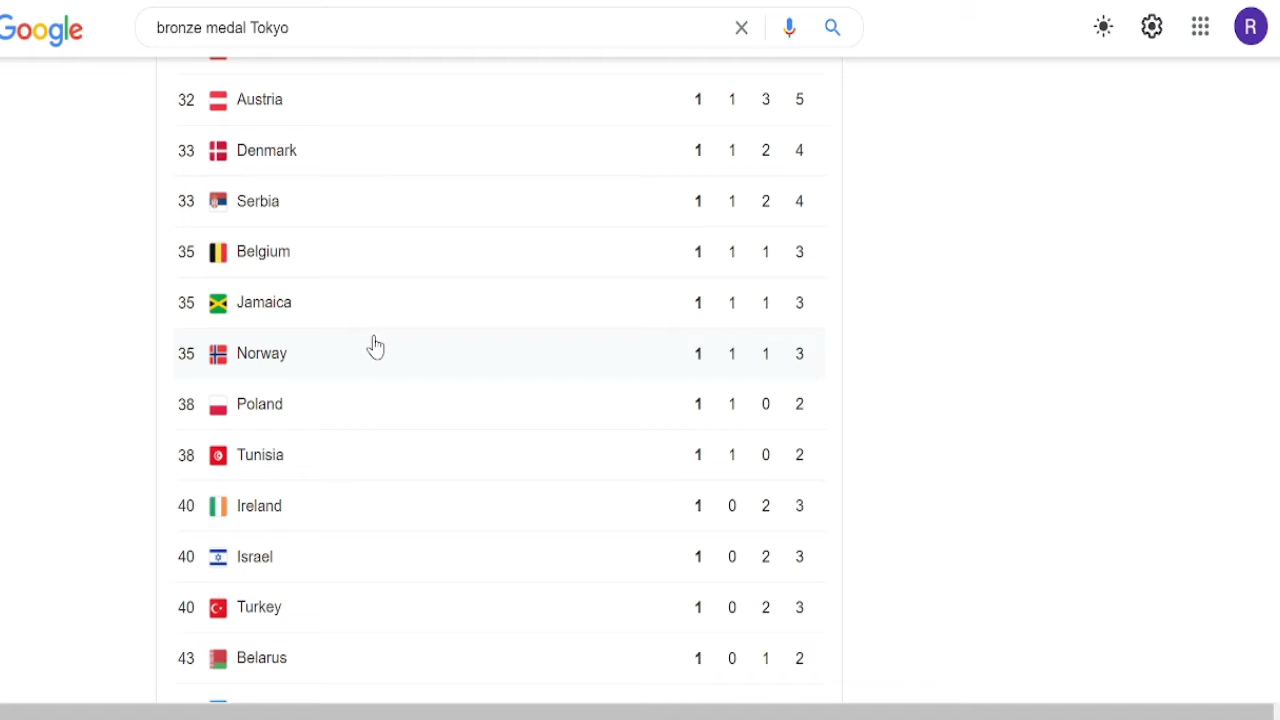 Google
bronze medal Tokyo
R
32 Austria 1 1 3 5
33 Denmark 1 1 2 4
33 Serbia 1 1 2 4
35 Belgium 1 1 1 3
35 Jamaica 1 1 1 3
35 Norway 1 1 1 3
38 Poland 1 1 0 2
38 Tunisia 1 1 0 2
40 Ireland 1 0 2 3
40 Israel 1 0 2 3
40 Turkey 1 0 2 3
43 Belarus 1 0 1 2